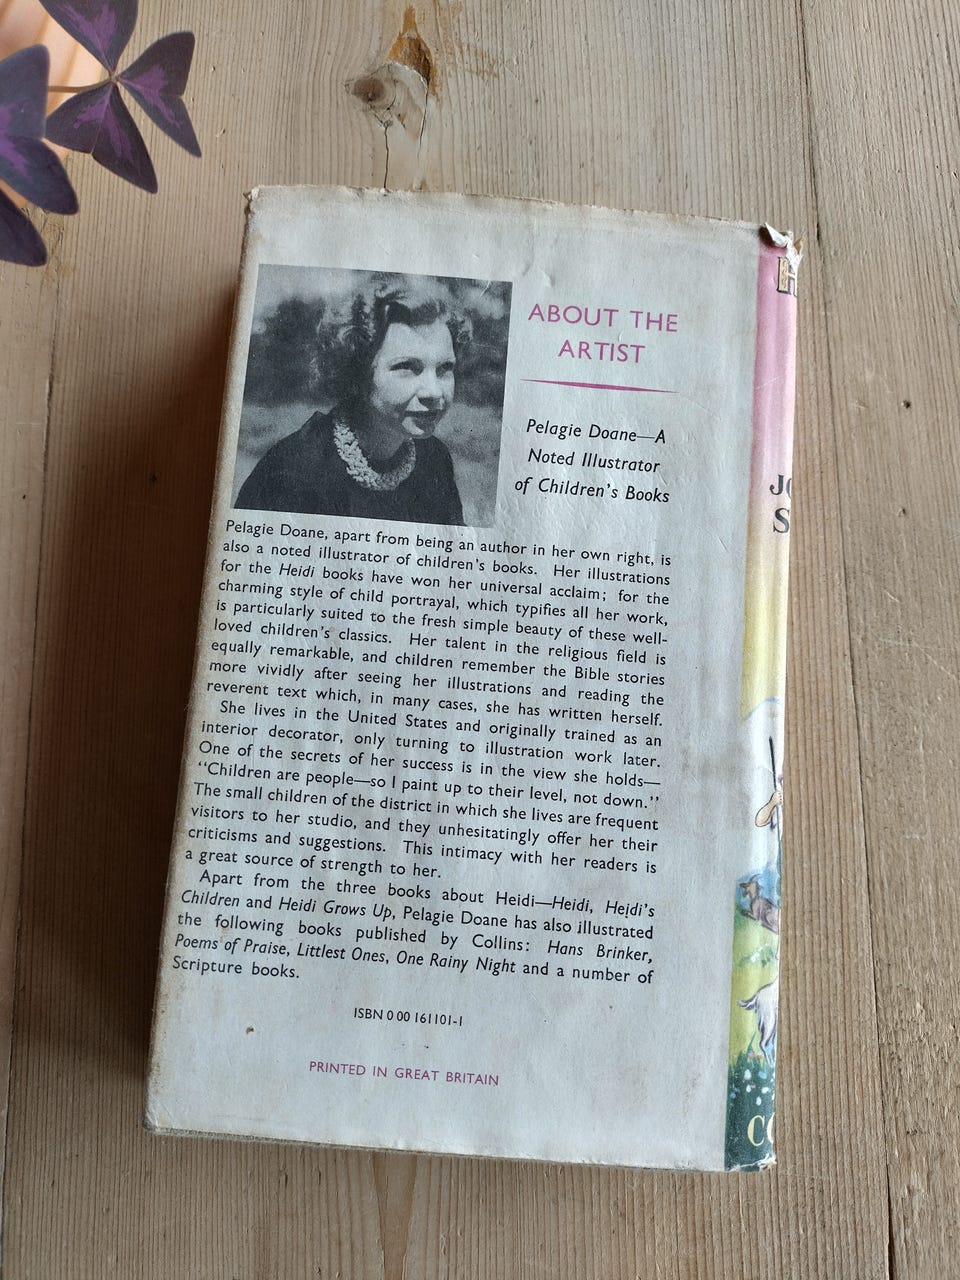 ABOUT THE
ARTIST
Pelagie Doane—A
Noted Illustrator
of Children's Books
Pelagie Doane, apart from being an author in her own right, is
also a noted illustrator of children's books. Her illustrations
for the Heidi books have won her universal acclaim; for the
charming style of child portrayal, which typifies all her work,
is particularly suited to the fresh simple beauty of these well-
loved children's classics. Her talent in the religious field is
equally remarkable, and children remember the Bible stories
more vividly after seeing her illustrations and reading the
reverent text which, in many cases, she has written herself.
She lives in the United States and originally trained as an
interior decorator, only turning to illustration work later.
One of the secrets of her success is in the view she holds—
“Children are people—so I paint up to their level, not down.”
The small children of the district in which she lives are frequent
visitors to her studio, and they unhesitatingly offer her their
criticisms and suggestions. This intimacy with her readers is
a great source of strength to her.
Apart from the three books about Heidi—Heidi, Heidi's
Children and Heidi Grows Up, Pelagie Doane has also illustrated
the following books published by Collins: Hans Brinker,
Poems of Praise, Littlest Ones, One Rainy Night and a number of
Scripture books.
ISBN 0 00 161101-1
PRINTED IN GREAT BRITAIN
H
JO
S
CO